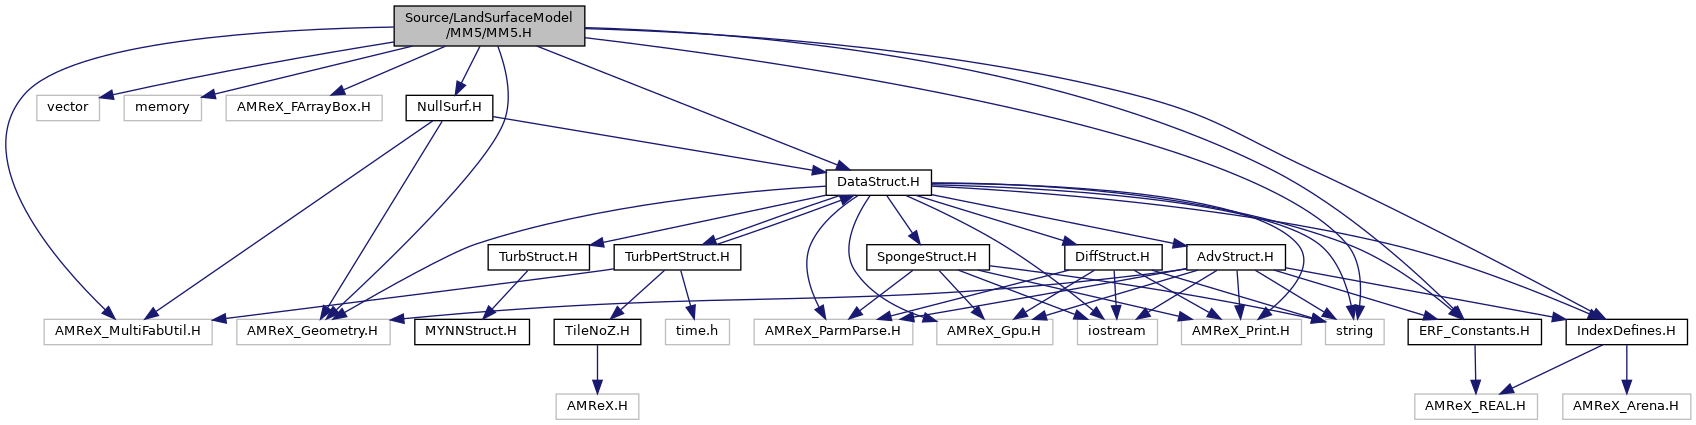 Source/LandSurfaceModel
/MM5/MM5.H
vector
memory
AMReX_FArrayBox.H
NullSurf.H
DataStruct.H
TurbStruct.H
TurbPertStruct.H
SpongeStruct.H
DiffStruct.H
AdvStruct.H
AMReX_MultiFabUtil.H
AMReX_Geometry.H
MYNNStruct.H
TileNoZ.H
time.h
AMReX_ParmParse.H
AMReX_Gpu.H
iostream
AMReX_Print.H
string
ERF_Constants.H
IndexDefines.H
AMReX.H
AMReX_REAL.H
AMReX_Arena.H